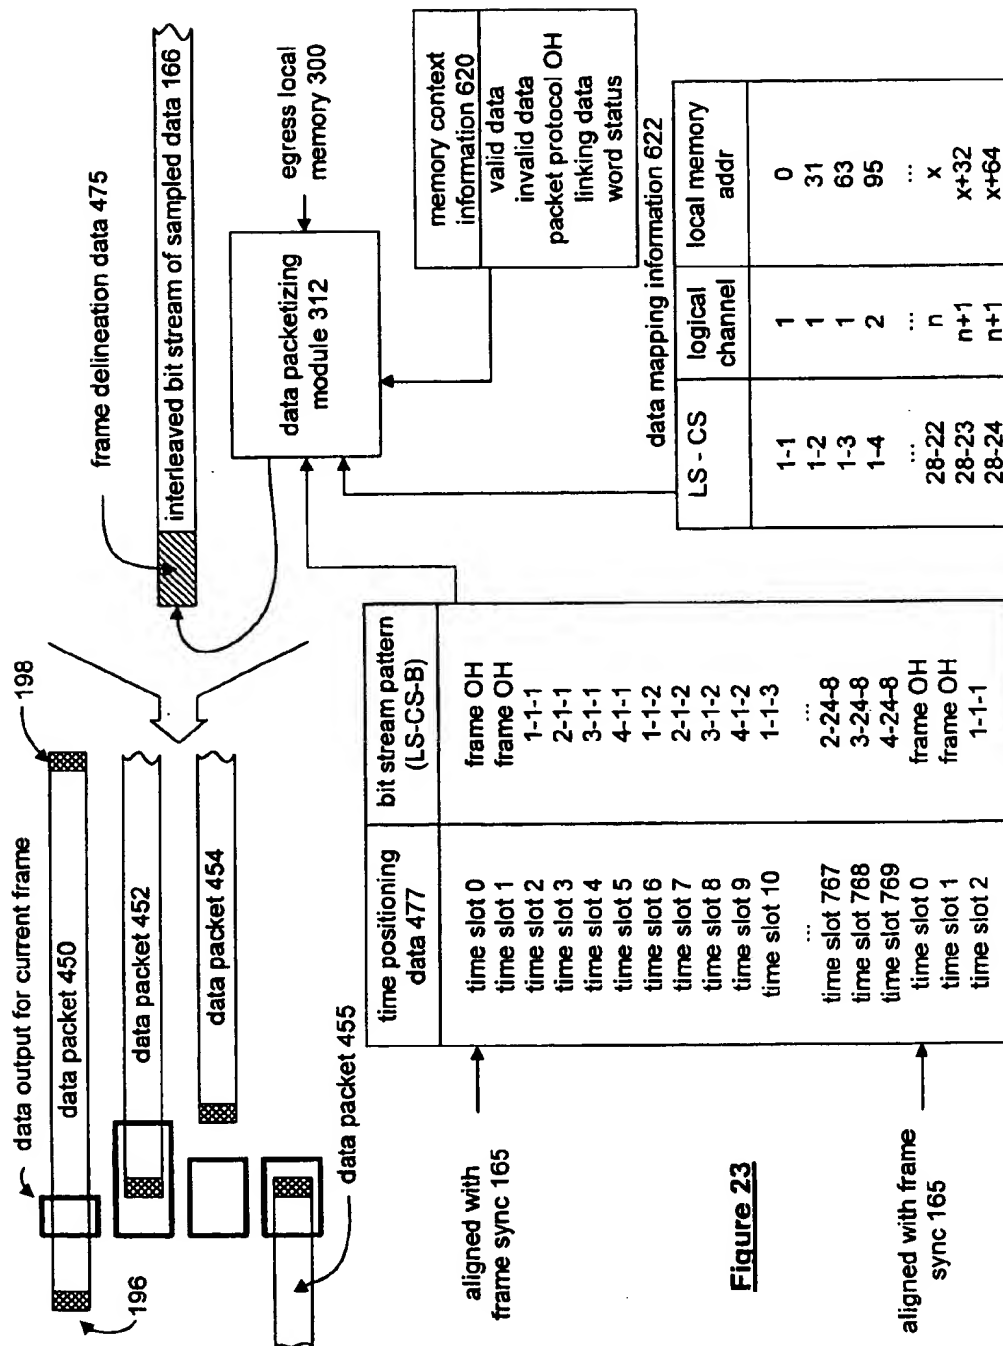 data output for current frame
198
data packet 450
data packet 452
data packet 454
data packet 455
196
frame delineation data 475
interleaved bit stream of sampled data 166
egress local
memory 300
data packetizing
module 312
memory context
information 620
valid data
invalid data
packet protocol OH
linking data
word status
data mapping information 622
LS - CS
logical
channel
local memory
addr
1-1 1 0
1-2 1 31
1-3 1 63
1-4 2 95
... ... ...
28-22 n x
28-23 n+1 x+32
28-24 n+1 x+64
time positioning
data 477
bit stream pattern
(LS-CS-B)
time slot 0 frame OH
time slot 1 frame OH
time slot 2 1-1-1
time slot 3 2-1-1
time slot 4 3-1-1
time slot 5 4-1-1
time slot 6 1-1-2
time slot 7 2-1-2
time slot 8 3-1-2
time slot 9 4-1-2
time slot 10 1-1-3
... ...
time slot 767 2-24-8
time slot 768 3-24-8
time slot 769 4-24-8
time slot 0 frame OH
time slot 1 frame OH
time slot 2 1-1-1
aligned with
frame sync 165
aligned with frame
sync 165
Figure 23